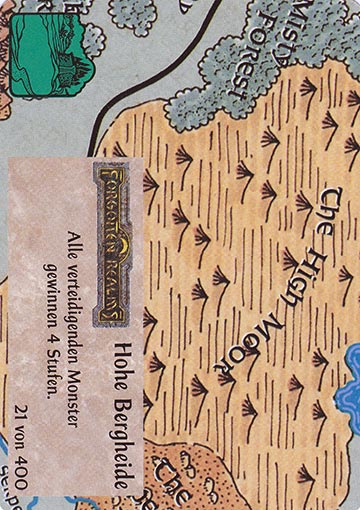 Misty
Forest
The High Moor
The
FORGOTTEN REALMS
Hohe Bergheide
Alle verteidigenden Monster
gewinnen 4 Stufen.
21 von 400